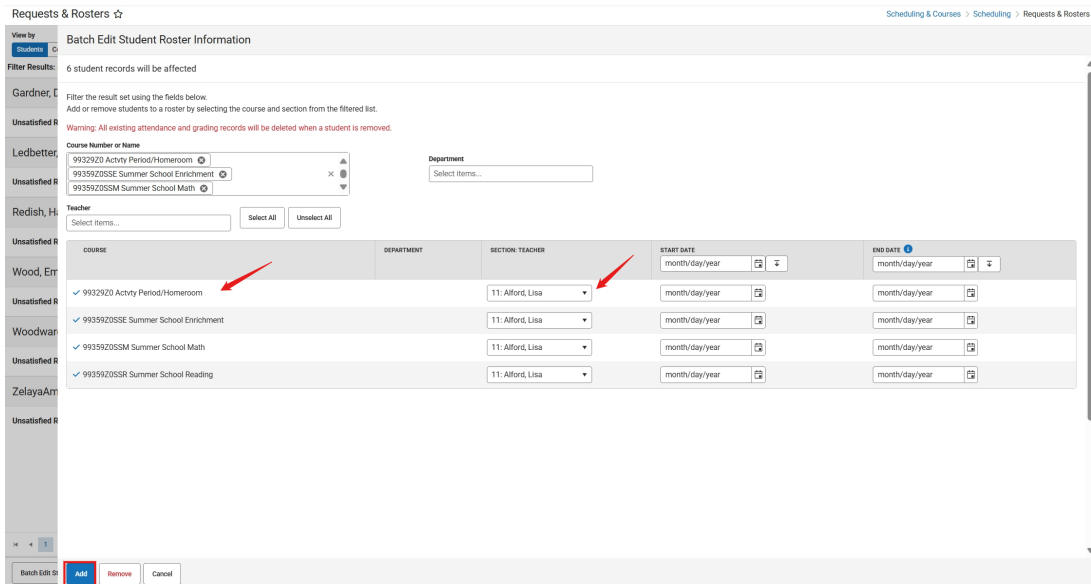 Requests & Rosters
Scheduling & Courses > Scheduling > Requests & Rosters
View by
Students
Filter Results:
Gardner, D
Unsatisfied R
Ledbetter,
Unsatisfied R
Redish, Ha
Unsatisfied R
Wood, Em
Unsatisfied R
Woodwar
Unsatisfied R
ZelayaAm
Unsatisfied R
1
Batch Edit St
Batch Edit Student Roster Information
6 student records will be affected
Filter the result set using the fields below.
Add or remove students to a roster by selecting the course and section from the filtered list.
Warning: All existing attendance and grading records will be deleted when a student is removed.
Course Number or Name
99329Z0 Actvty Period/Homeroom
99359Z0SSE Summer School Enrichment
99359Z0SSM Summer School Math
Department
Select items...
Teacher
Select items...
Select All Unselect All
COURSE DEPARTMENT SECTION: TEACHER START DATE END DATE
month/day/year month/day/year
99329Z0 Actvty Period/Homeroom 11: Alford, Lisa month/day/year month/day/year
99359Z0SSE Summer School Enrichment 11: Alford, Lisa month/day/year month/day/year
99359Z0SSM Summer School Math 11: Alford, Lisa month/day/year month/day/year
99359Z0SSR Summer School Reading 11: Alford, Lisa month/day/year month/day/year
Add Remove Cancel